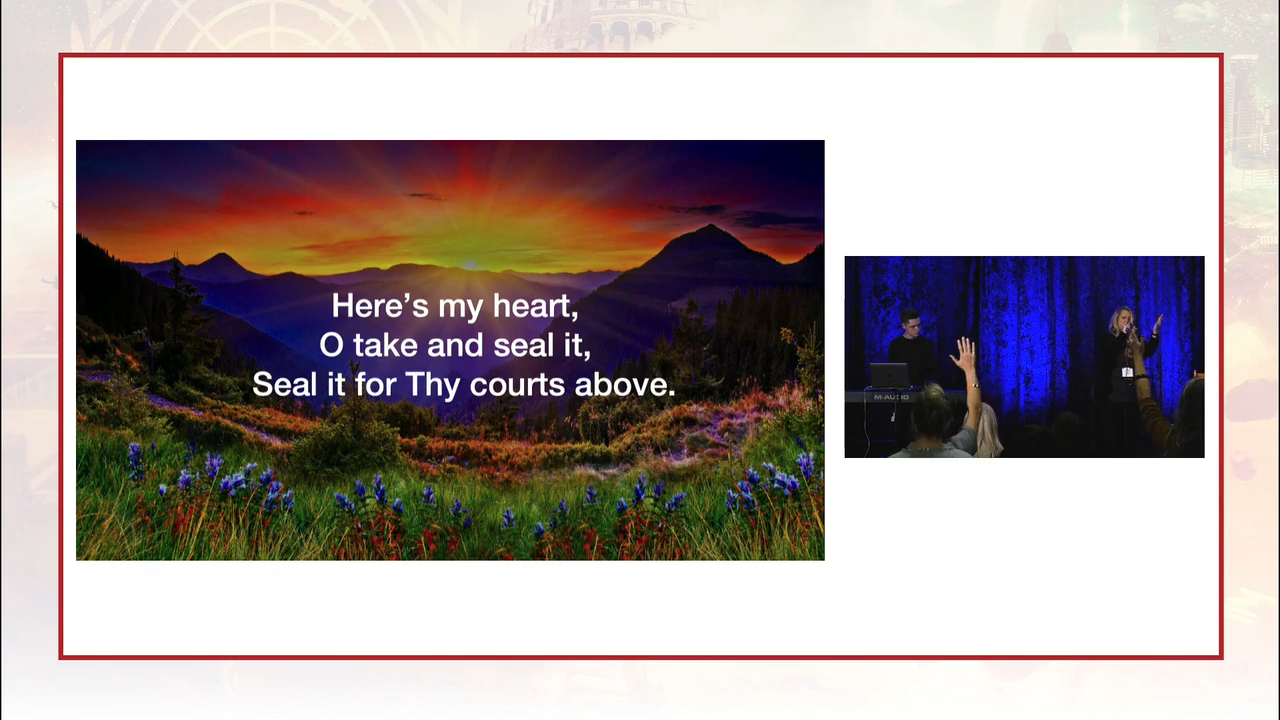 Here’s my heart,
O take and seal it,
Seal it for Thy courts above.
M-AUDIO